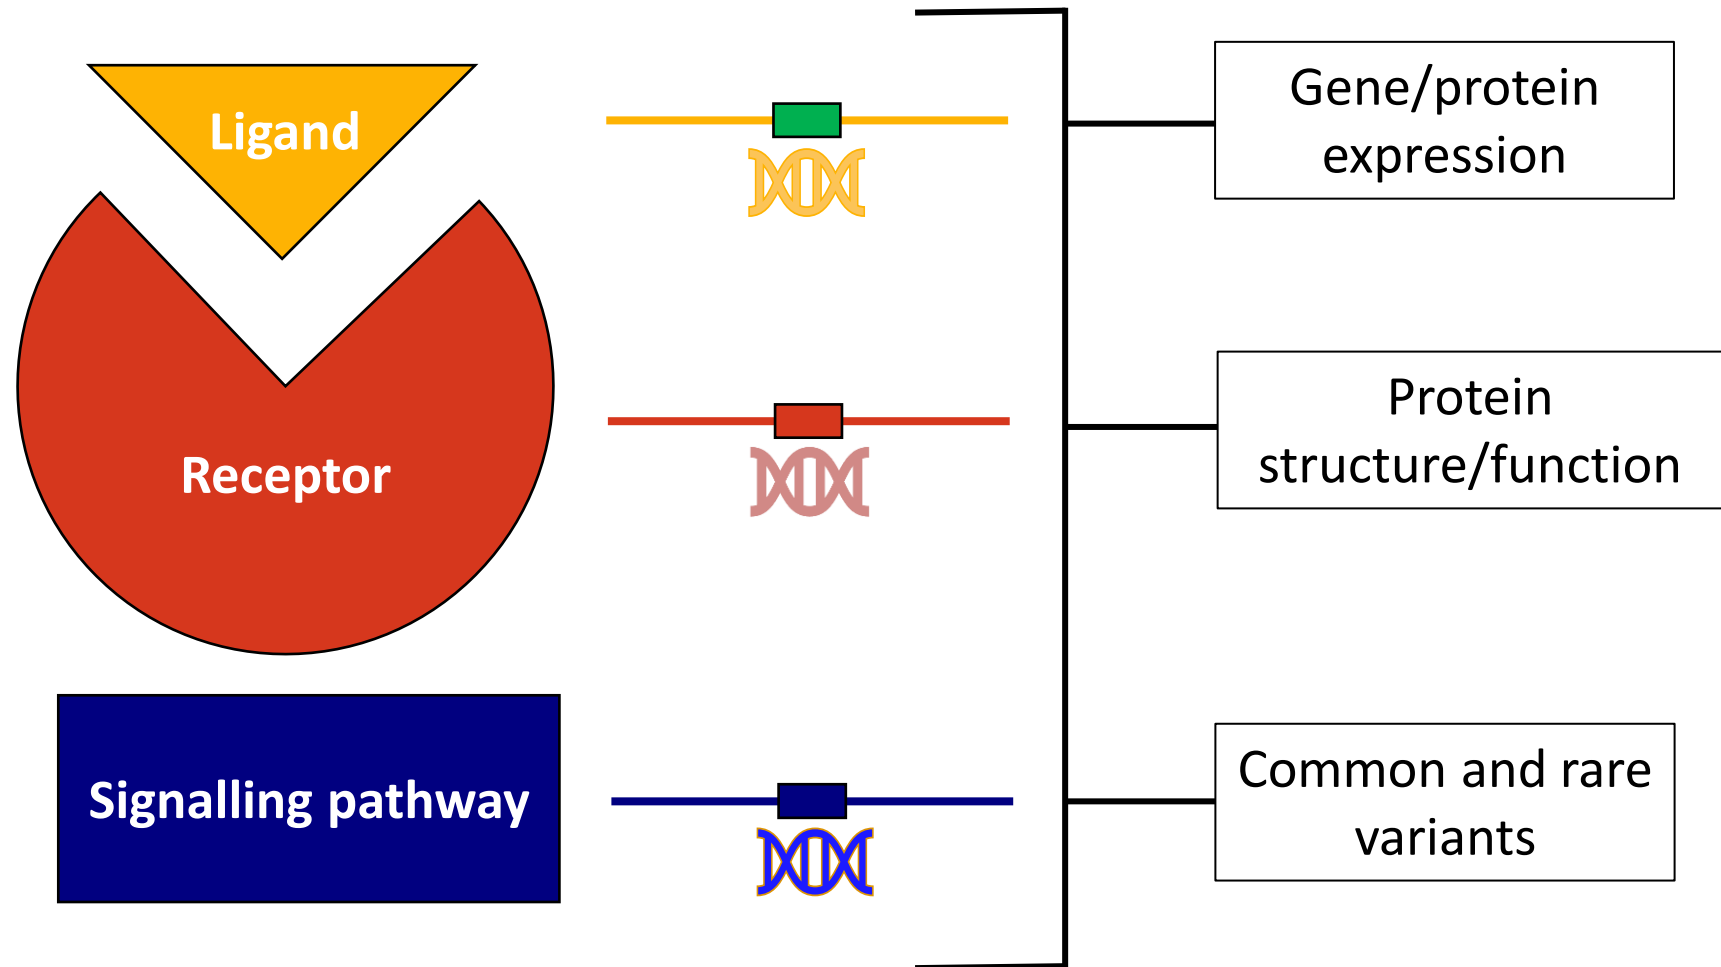 Ligand
Receptor
Signalling pathway
Gene/protein
expression
Protein
structure/function
Common and rare
variants